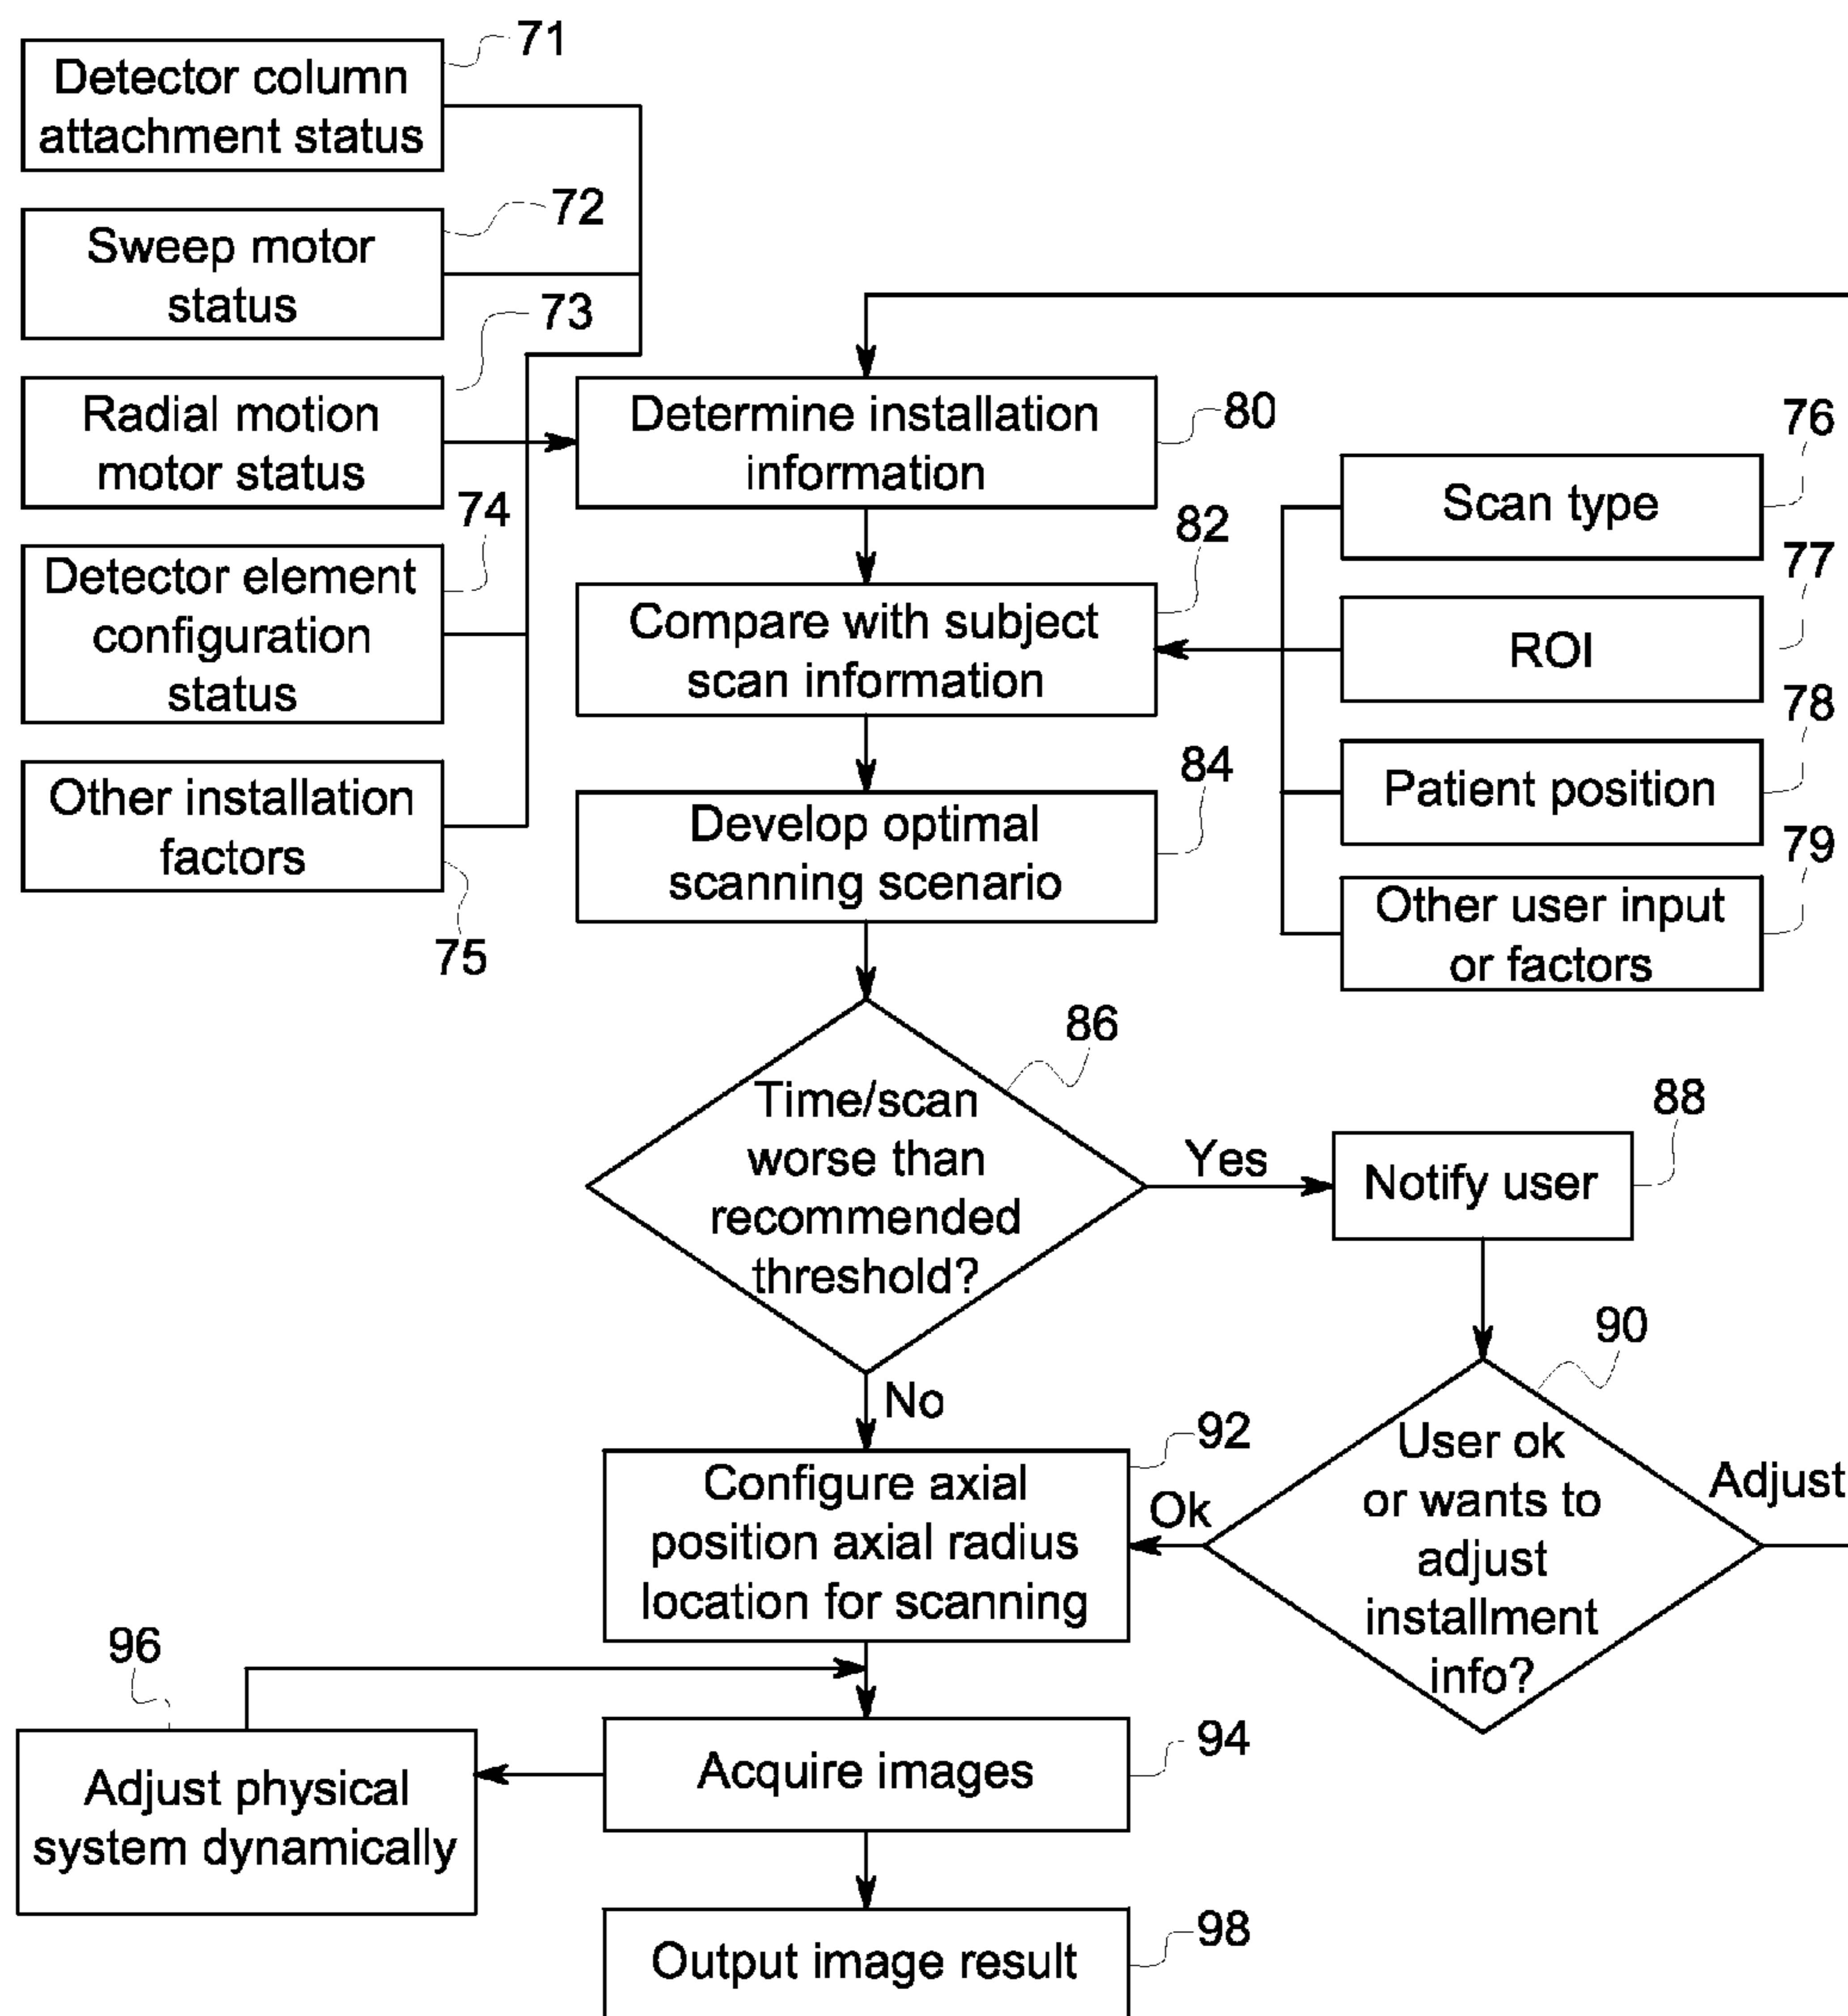 71
Detector column
attachment status
72
Sweep motor
status
73
Radial motion
motor status
74
Detector element
configuration
status
Other installation
factors
75
Determine installation
information
80
82
Compare with subject
scan information
84
Develop optimal
scanning scenario
76
Scan type
77
ROI
78
Patient position
79
Other user input
or factors
86
Time/scan
worse than
recommended
threshold?
Yes
No
88
Notify user
90
User ok
or wants to
adjust
installment
info?
Adjust
Ok
92
Configure axial
position axial radius
location for scanning
96
Adjust physical
system dynamically
94
Acquire images
98
Output image result